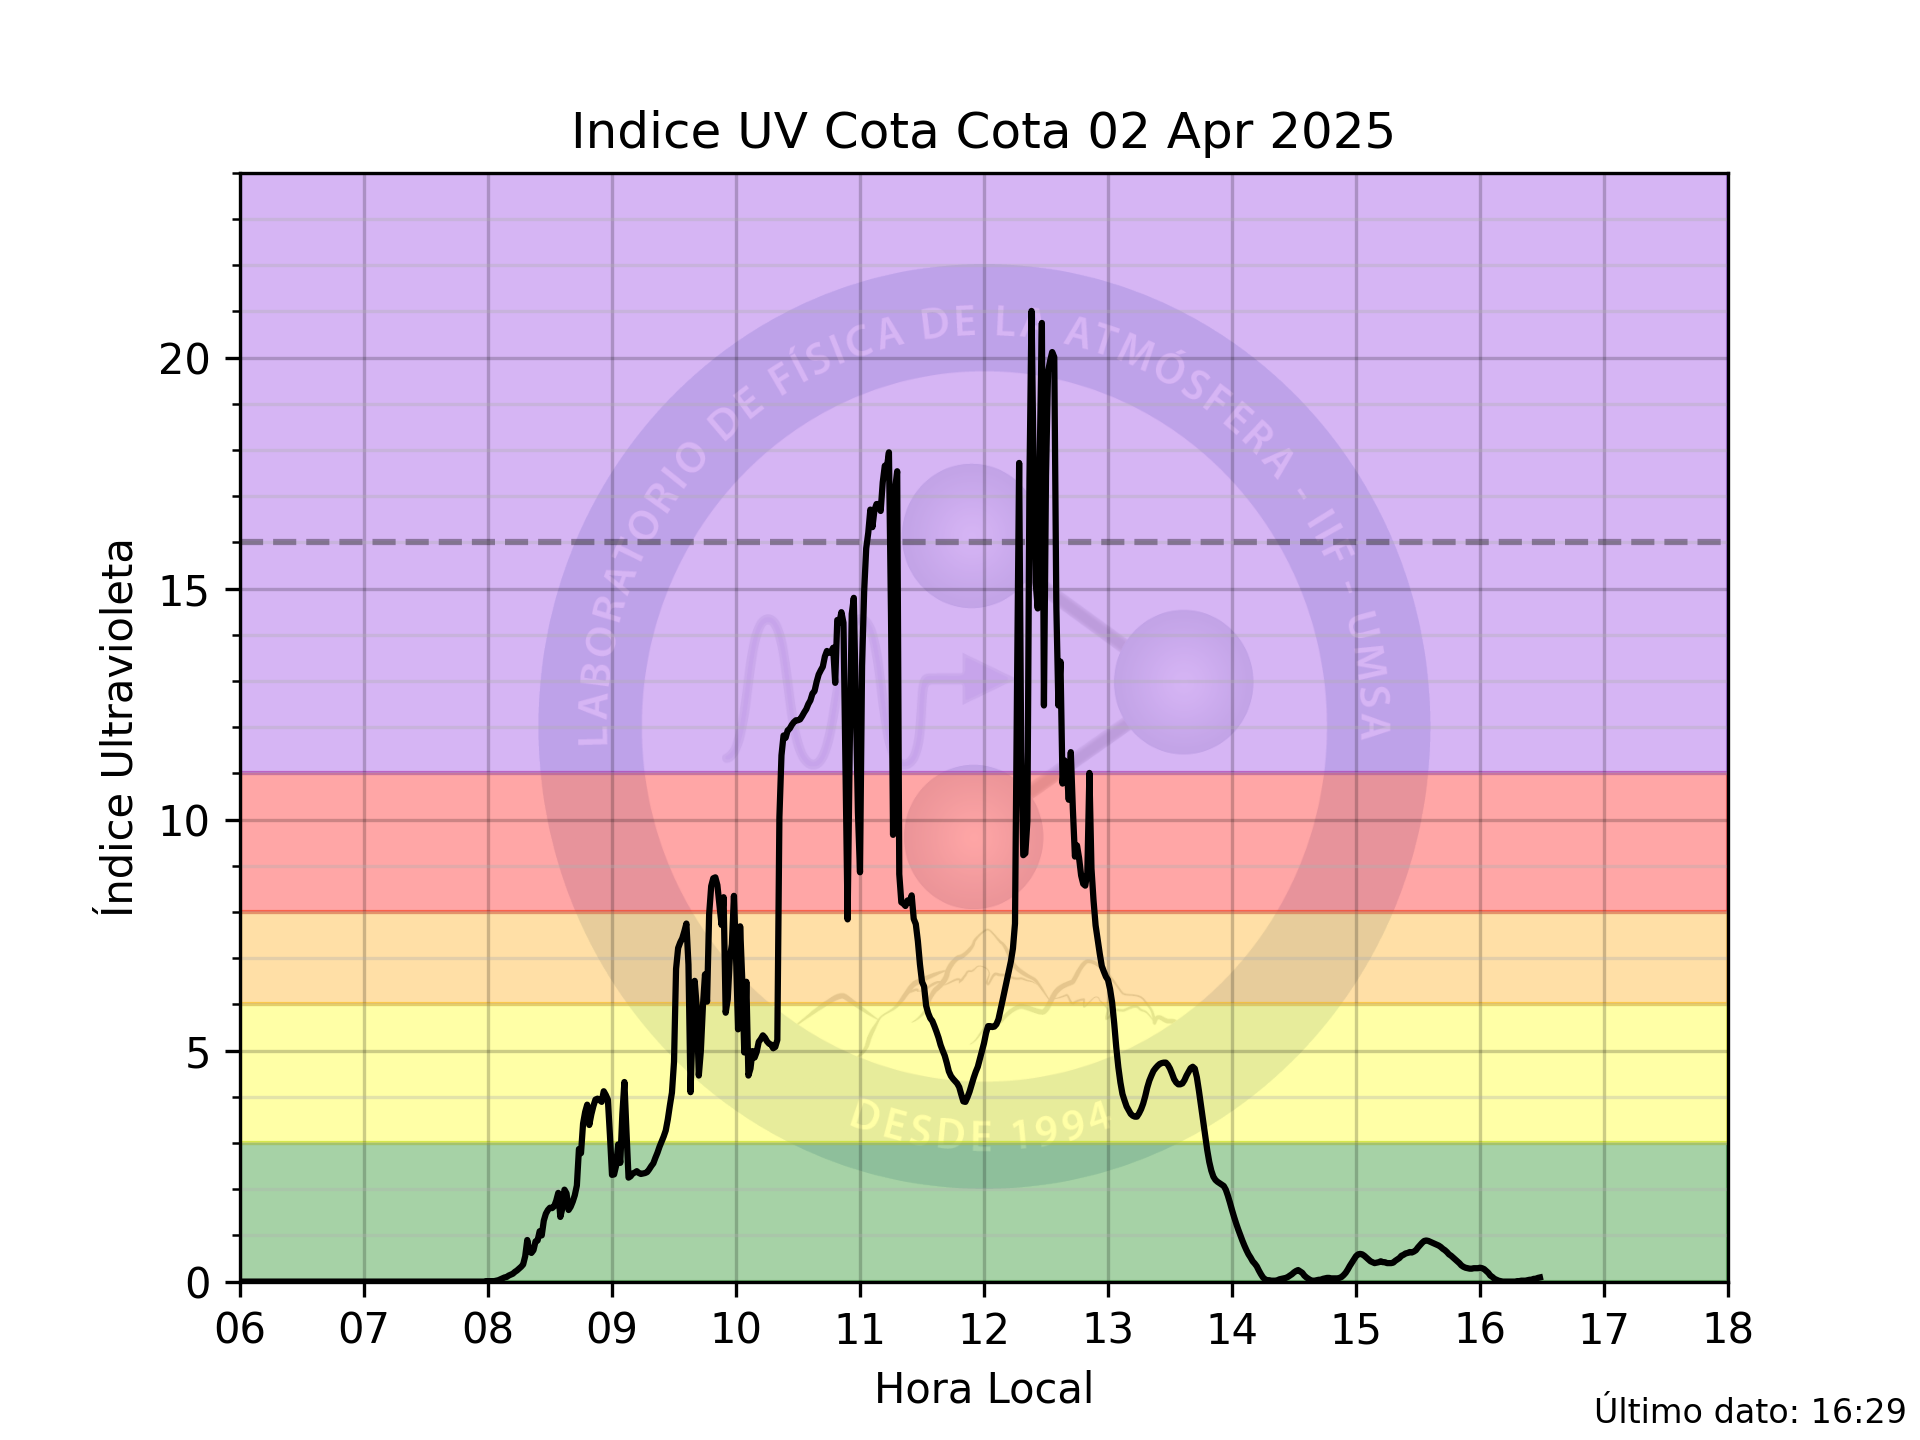 Indice UV Cota Cota 02 Apr 2025
Índice Ultravioleta
20
15
10
5
0
LABORATORIO DE FÍSICA DE LA ATMÓSFERA - IIF - UMSA
DESDE 1994
06 07 08 09 10 11 12 13 14 15 16 17 18
Hora Local
Último dato: 16:29